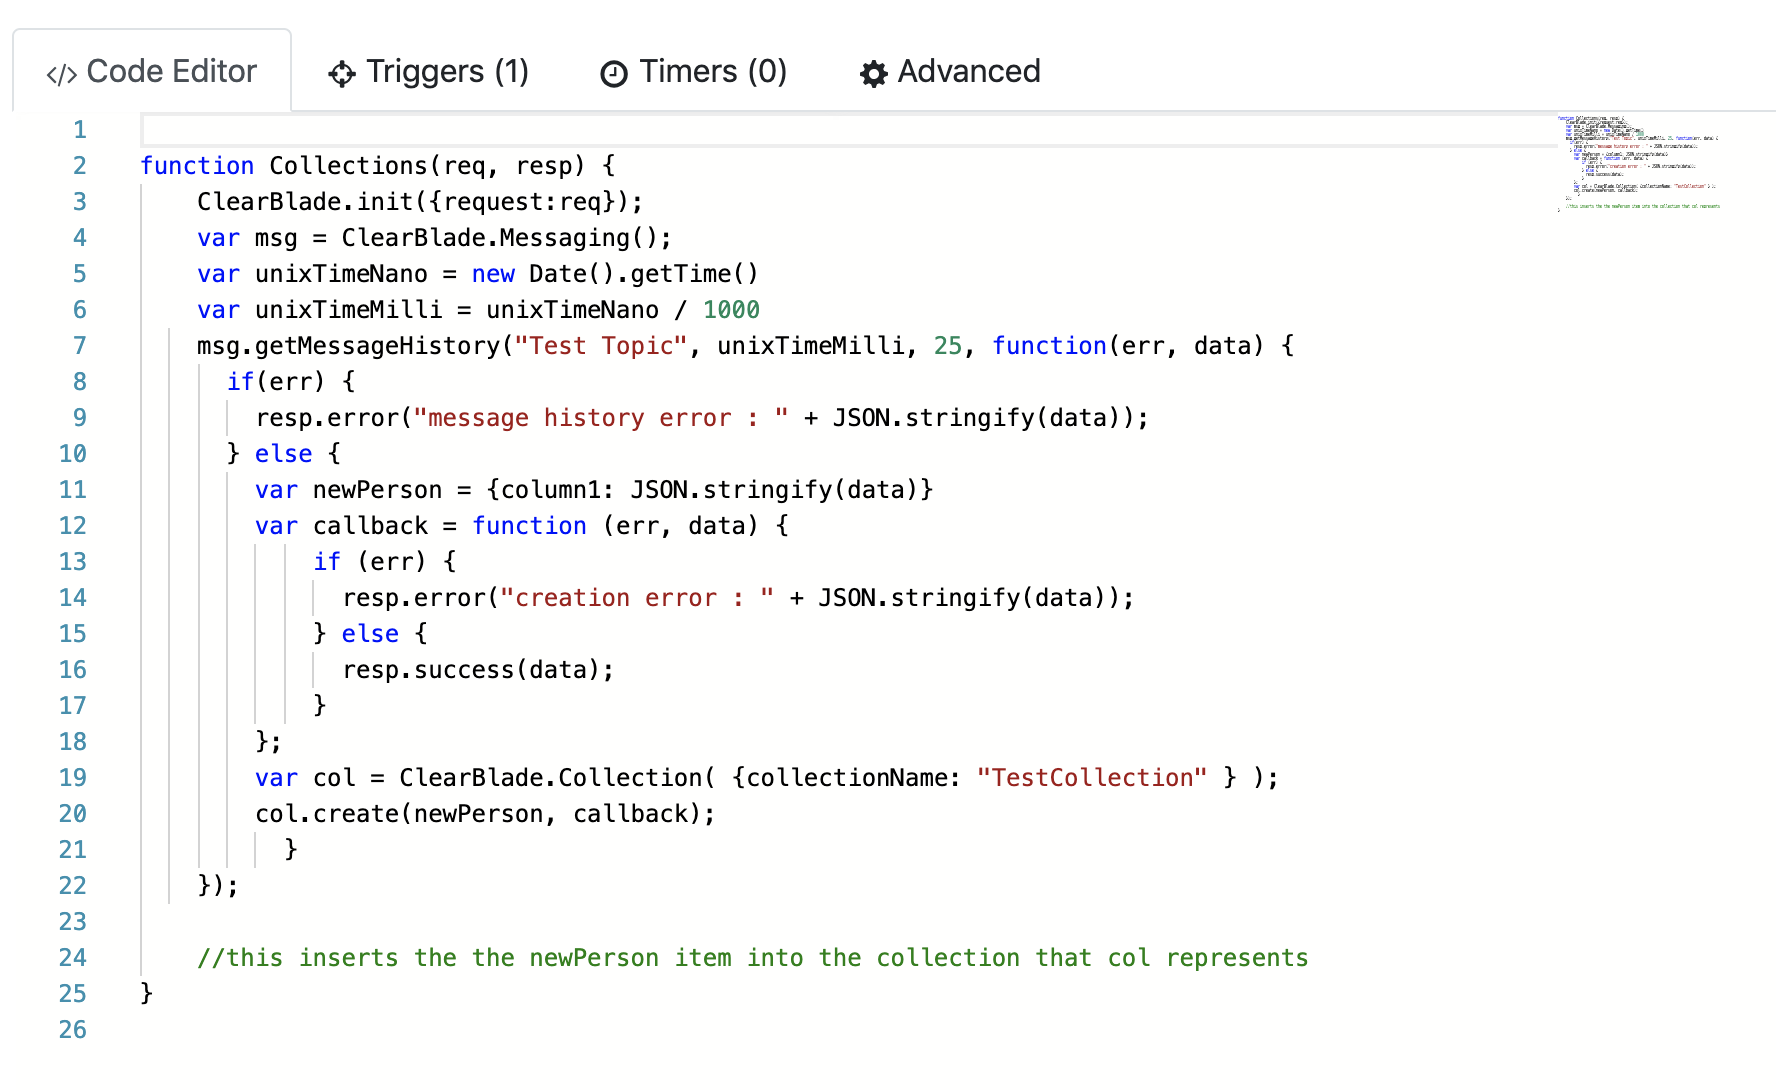 </> Code Editor Triggers (1) Timers (0) Advanced
1
2 function Collections(req, resp) {
3 ClearBlade.init({request:req});
4 var msg = ClearBlade.Messaging();
5 var unixTimeNano = new Date().getTime()
6 var unixTimeMilli = unixTimeNano / 1000
7 msg.getMessageHistory("Test Topic", unixTimeMilli, 25, function(err, data) {
8 if(err) {
9 resp.error("message history error : " + JSON.stringify(data));
10 } else {
11 var newPerson = {column1: JSON.stringify(data)}
12 var callback = function (err, data) {
13 if (err) {
14 resp.error("creation error : " + JSON.stringify(data));
15 } else {
16 resp.success(data);
17 }
18 };
19 var col = ClearBlade.Collection( {collectionName: "TestCollection" } );
20 col.create(newPerson, callback);
21 }
22 });
23
24 //this inserts the the newPerson item into the collection that col represents
25 }
26